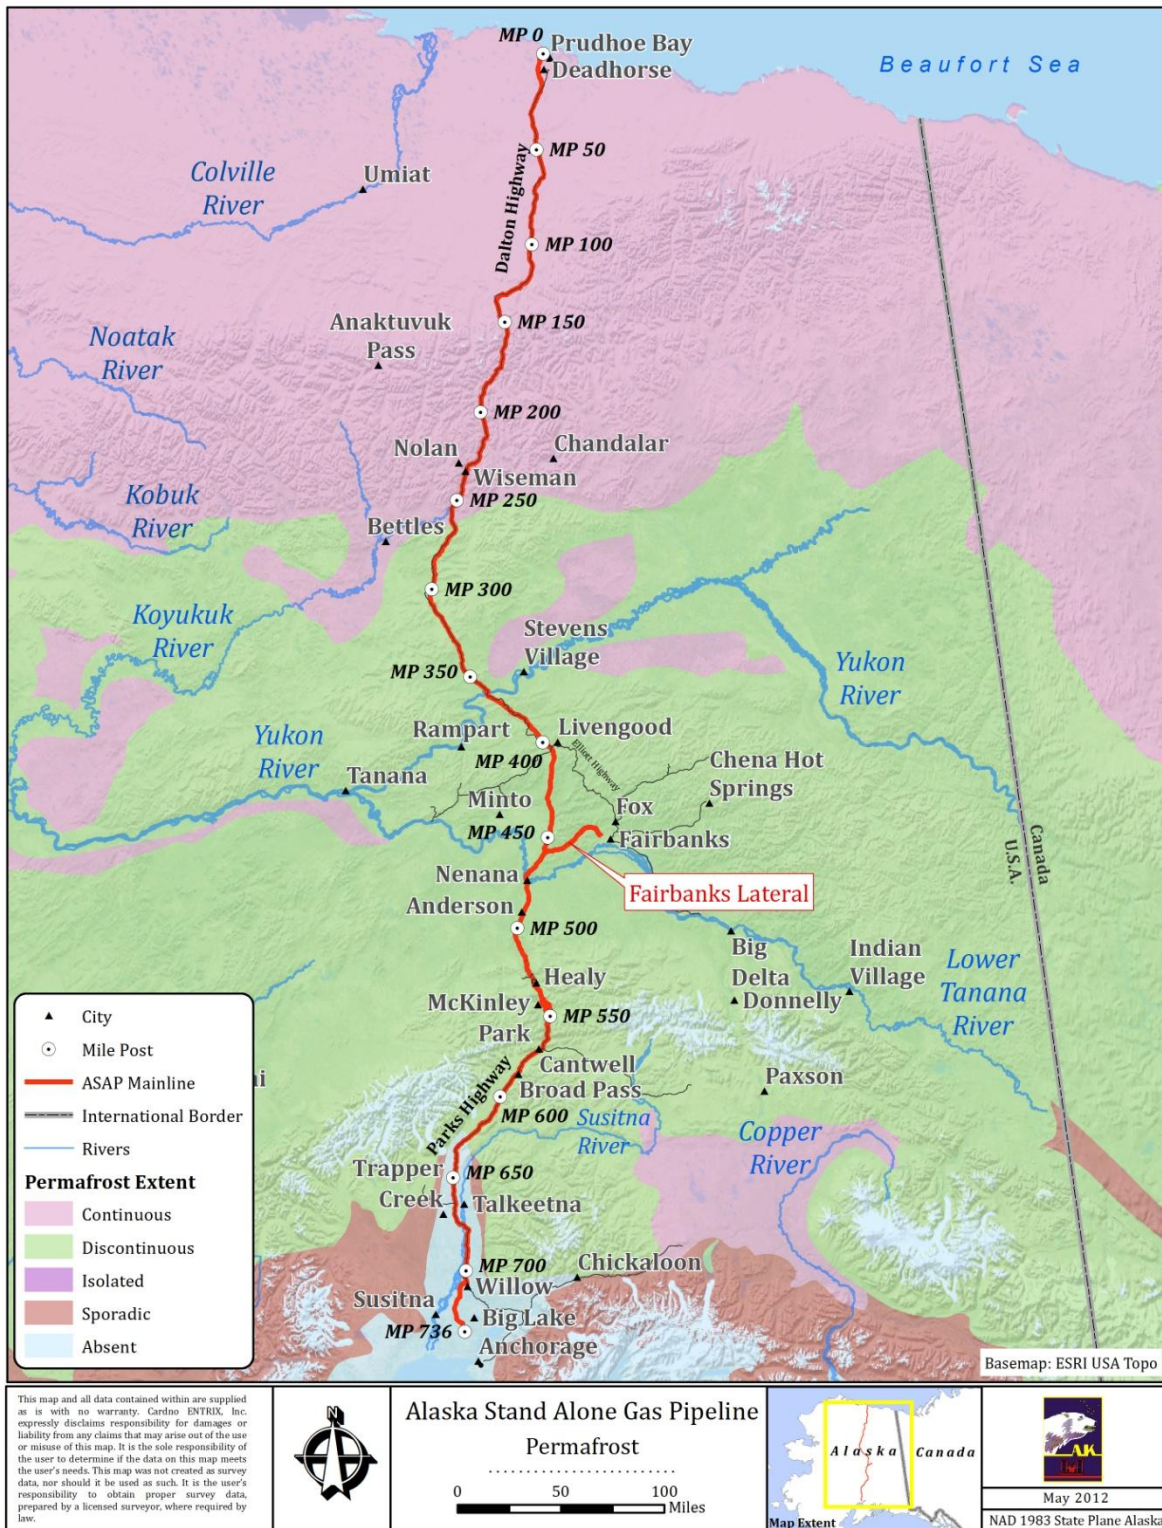 MP 0
Prudhoe Bay
Deadhorse
Beaufort Sea
MP 50
Dalton Highway
Umiat
Colville
River
MP 100
MP 150
Anaktuvuk
Pass
Noatak
River
MP 200
Nolan
Chandalar
Wiseman
MP 250
Kobuk
River
Bettles
MP 300
Koyukuk
River
Stevens
Village
MP 350
Yukon
River
Rampart
Livengood
Yukon
River
MP 400
Elliott Highway
Chena Hot
Springs
Tanana
Minto
Fox
MP 450
Fairbanks
Canada
U.S.A.
Nenana
Fairbanks Lateral
Anderson
MP 500
Big
Delta
Indian
Village
Lower
Tanana
River
Healy
McKinley
Park
Donnelly
MP 550
Cantwell
Broad Pass
Paxson
Parks Highway
MP 600
Susitna
River
Copper
River
Trapper
Creek
MP 650
Talkeetna
MP 700
Willow
Chickaloon
Susitna
Big Lake
MP 736
Anchorage
ni
City
Mile Post
ASAP Mainline
International Border
Rivers
Permafrost Extent
Continuous
Discontinuous
Isolated
Sporadic
Absent
Basemap: ESRI USA Topo
This map and all data contained within are supplied
as is with no warranty. Cardno ENTRIX, Inc.
expressly disclaims responsibility for damages or
liability from any claims that may arise out of the use
or misuse of this map. It is the sole responsibility of
the user to determine if the data on this map meets
the user's needs. This map was not created as survey
data, nor should it be used as such. It is the user's
responsibility to obtain proper survey data,
prepared by a licensed surveyor, where required by
law.
Alaska Stand Alone Gas Pipeline
Permafrost
0 50 100
Miles
Alaska
Canada
Map Extent
AK
May 2012
NAD 1983 State Plane Alaska